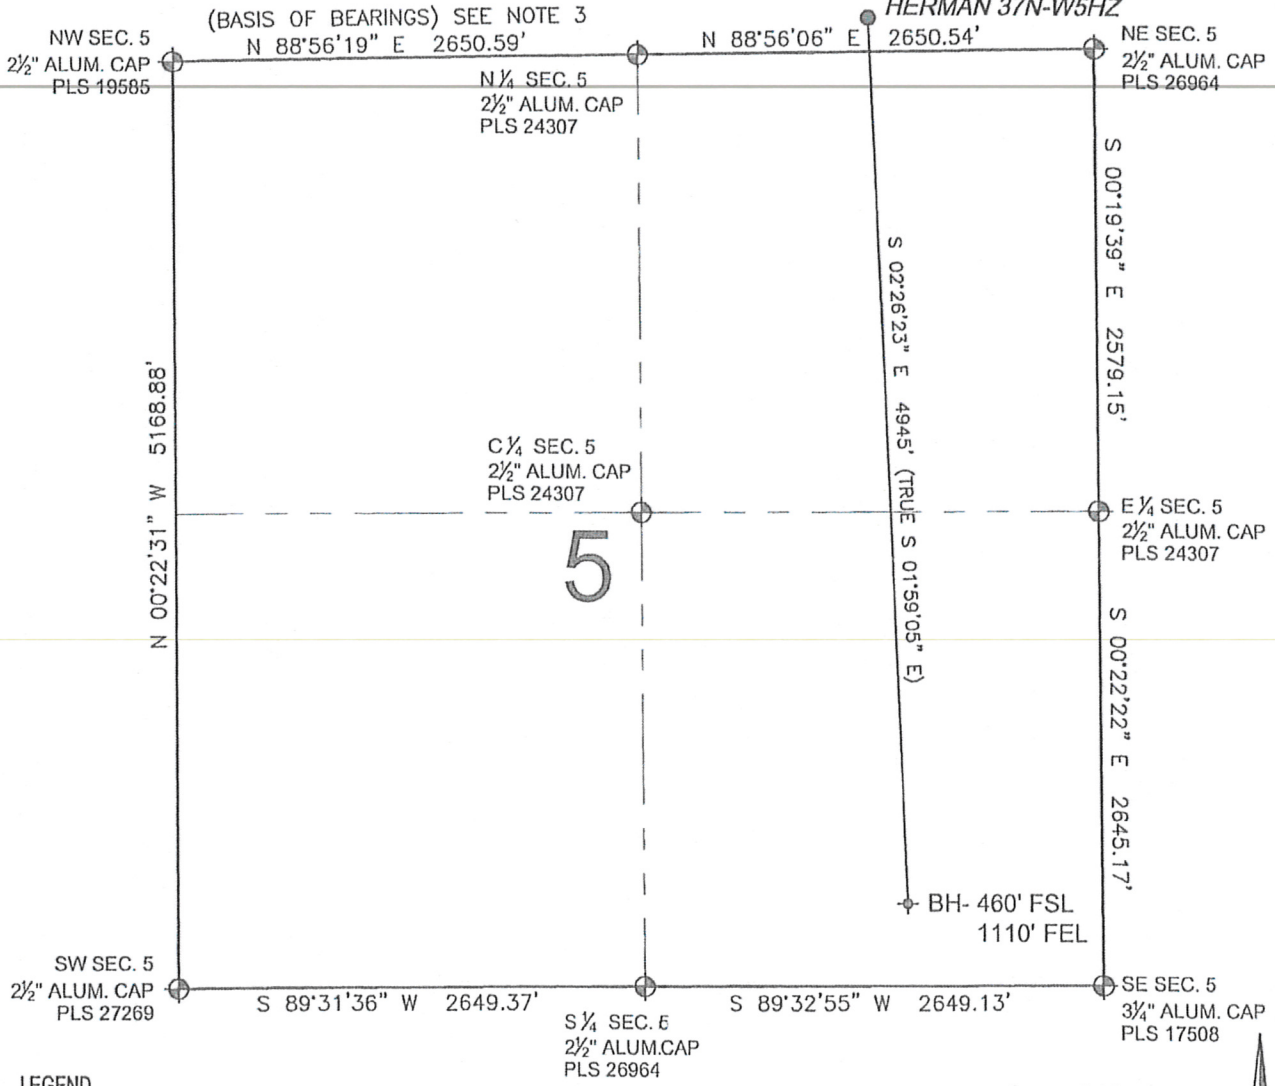 (BASIS OF BEARINGS) SEE NOTE 3
HERMAN 37N-W5HZ
NW SEC. 5
2½" ALUM. CAP
PLS 19585
N 88°56'19" E 2650.59'
N 88°56'06" E 2650.54'
NE SEC. 5
2½" ALUM. CAP
PLS 26964
N ¼ SEC. 5
2½" ALUM. CAP
PLS 24307
S 00°19'39" E 2579.15'
S 02°26'23" E 4945' (TRUE S 01°59'05" E)
N 00°22'31" W 5168.88'
C ¼ SEC. 5
2½" ALUM. CAP
PLS 24307
E ¼ SEC. 5
2½" ALUM. CAP
PLS 24307
5
S 00°22'22" E 2645.17'
BH- 460' FSL
1110' FEL
SW SEC. 5
2½" ALUM. CAP
PLS 27269
S 89°31'36" W 2649.37'
S 89°32'55" W 2649.13'
SE SEC. 5
3¼" ALUM. CAP
PLS 17508
S ¼ SEC. 5
2½" ALUM.CAP
PLS 26964
LEGEND